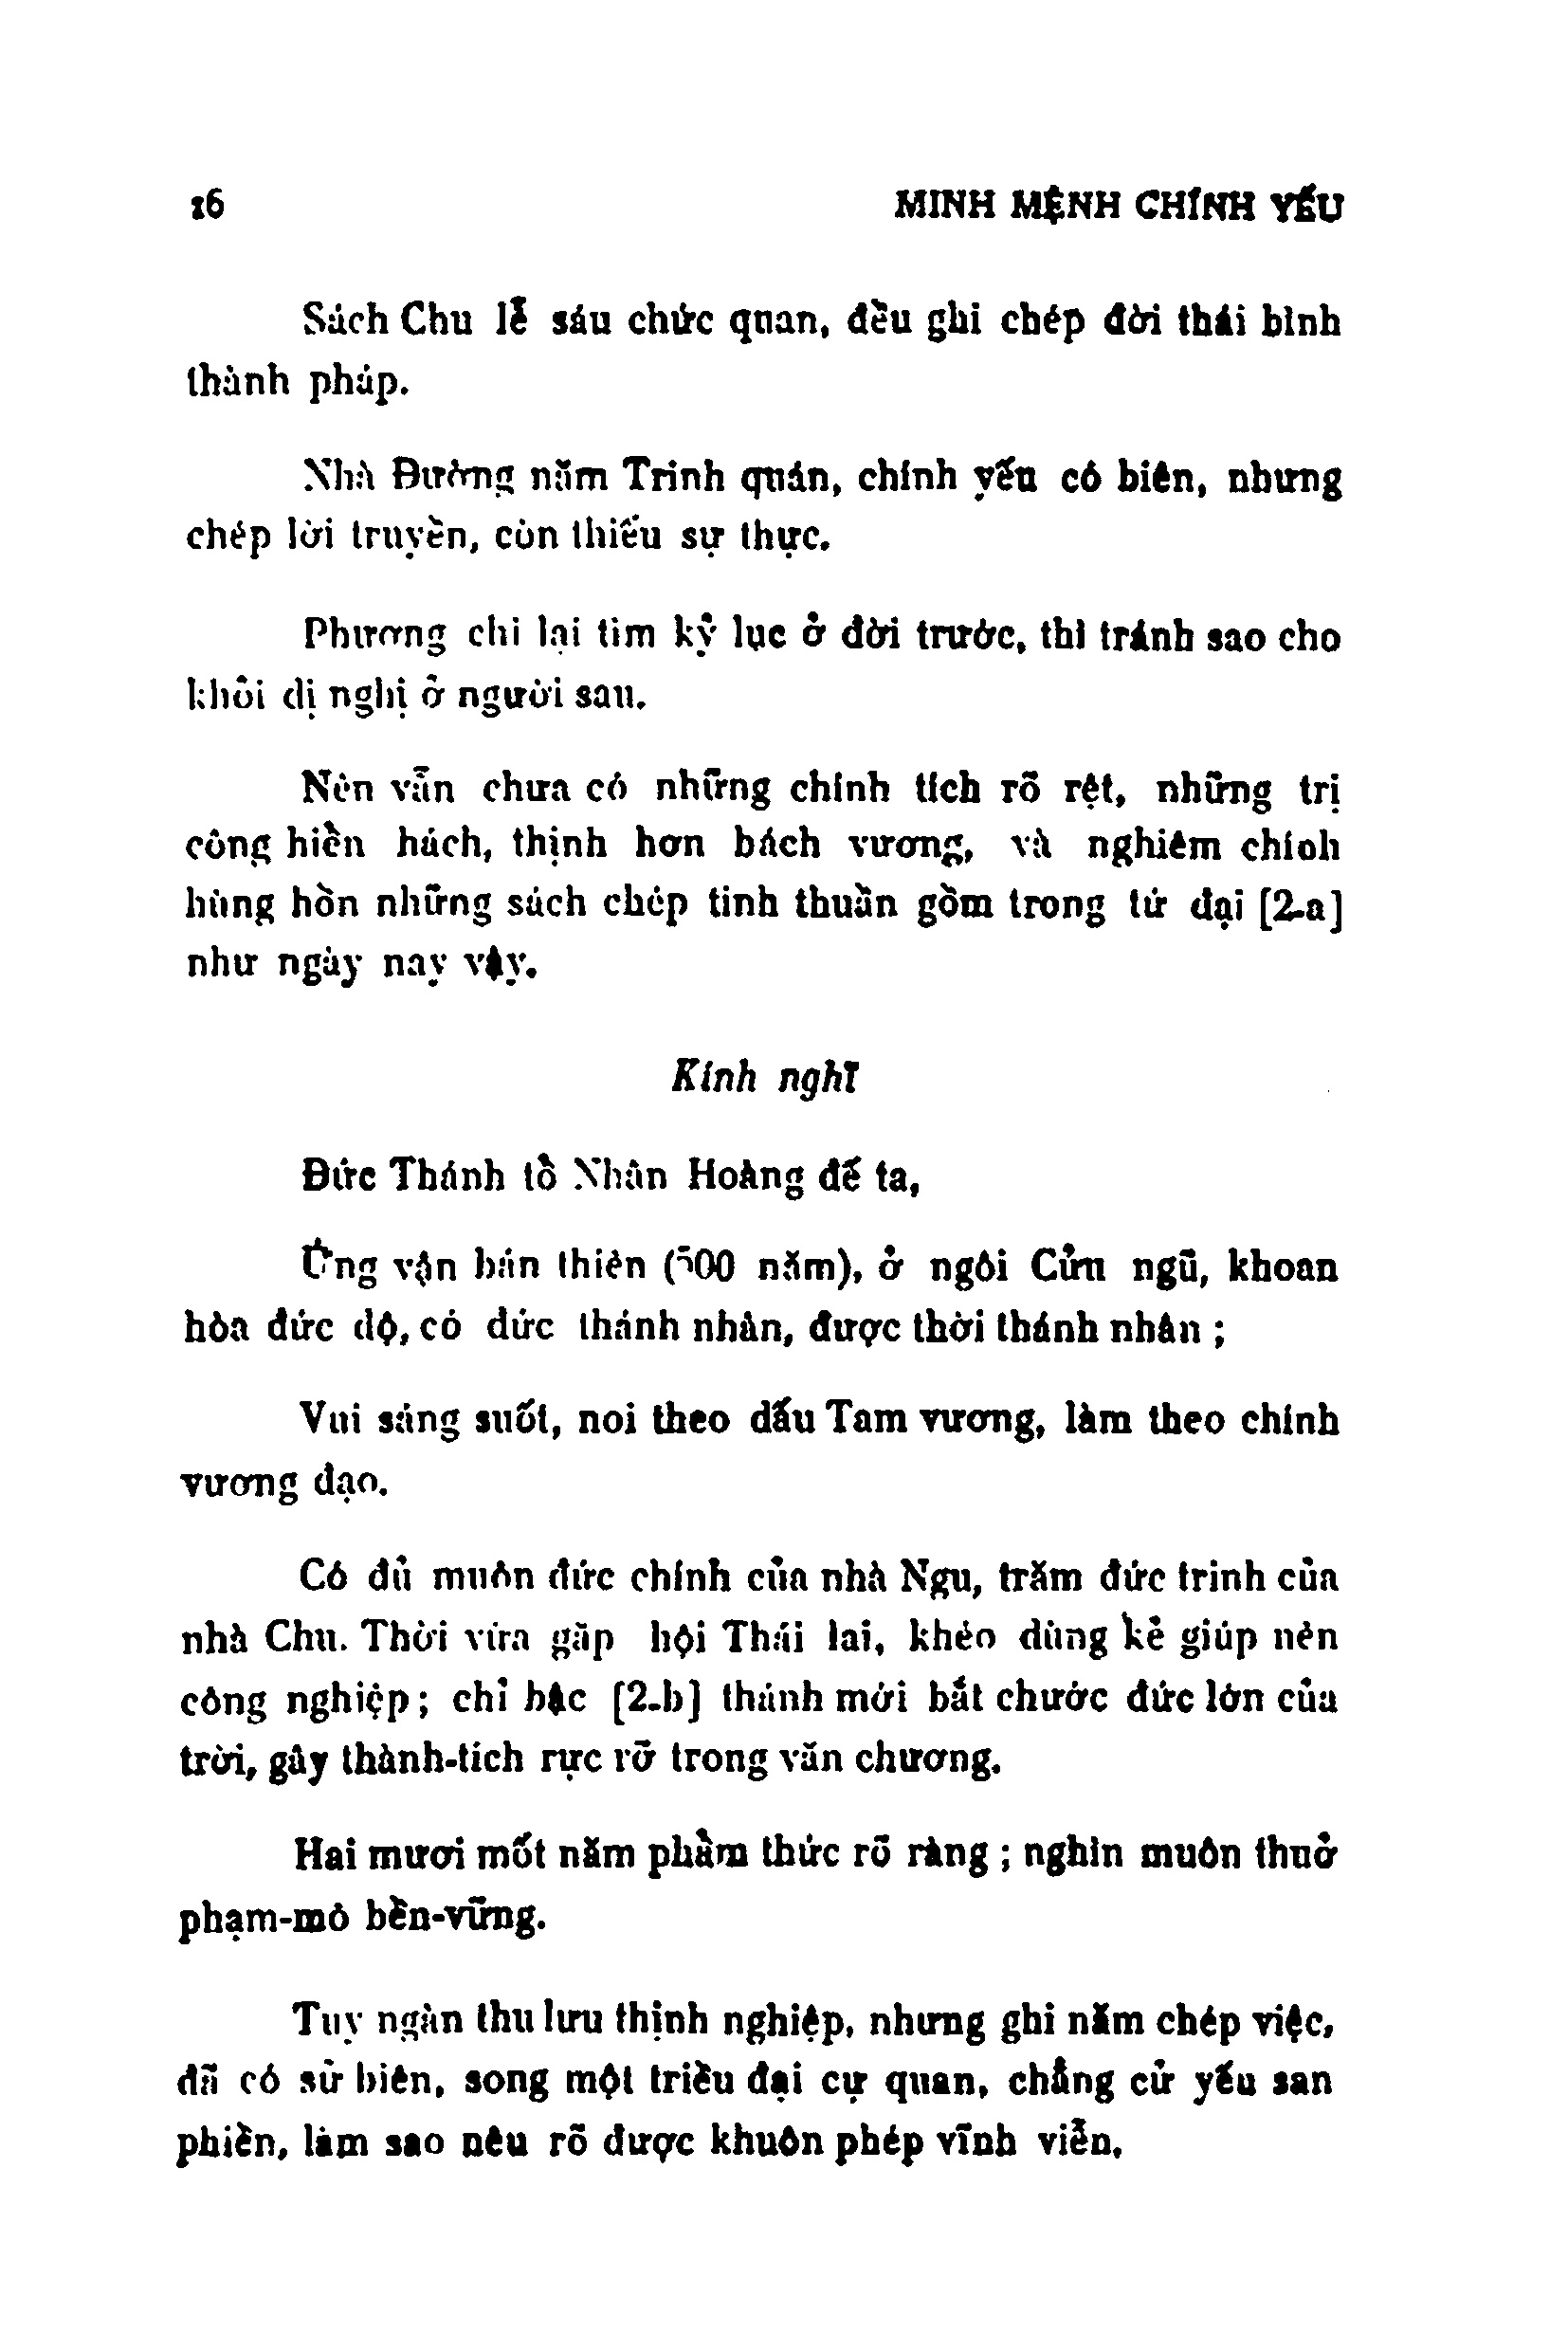 16 MINH MỆNH CHÍNH YẾU
Sách Chu lễ sáu chức quan, đều ghi chép đời thái bình
thành pháp.
Nhà Đường năm Trinh quán, chính yếu có biên, nhưng
chép lời truyền, còn thiếu sự thực.
Phương chi lại tìm kỷ lục ở đời trước, thì tránh sao cho
khỏi dị nghị ở người sau.
Nên vẫn chưa có những chính tích rõ rệt, những trị
công hiển hách, thịnh hơn bách vương, và nghiêm chính
hùng hồn những sách chép tinh thuần gồm trong tứ đại [2-a]
như ngày nay vậy.
Kính nghĩ
Đức Thánh tổ Nhân Hoàng đế ta,
Ứng vận bán thiên (500 năm), ở ngôi Cửu ngũ, khoan
hòa đức độ, có đức thánh nhân, được thời thánh nhân ;
Vui sáng suốt, noi theo dấu Tam vương, làm theo chính
vương đạo.
Có đủ muôn đức chính của nhà Ngu, trăm đức trinh của
nhà Chu. Thời vừa gặp hội Thái lai, khéo dùng kẻ giúp nên
công nghiệp ; chỉ bậc [2-b] thánh mới bắt chước đức lớn của
trời, gây thành-tích rực rỡ trong văn chương.
Hai mươi mốt năm phẩm thức rõ ràng ; nghìn muôn thuở
phạm-mô bền-vững.
Tuy ngàn thu lưu thịnh nghiệp, nhưng ghi năm chép việc,
đã có sử biên, song một triều đại cự quan, chẳng cử yếu san
phiền, làm sao nêu rõ được khuôn phép vĩnh viễn,